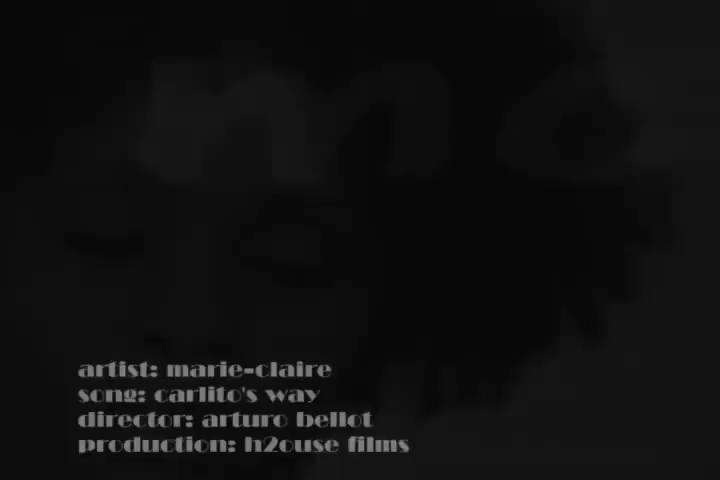 artist: marie-claire
song: carlito's way
director: arturo bellot
production: h2ouse films